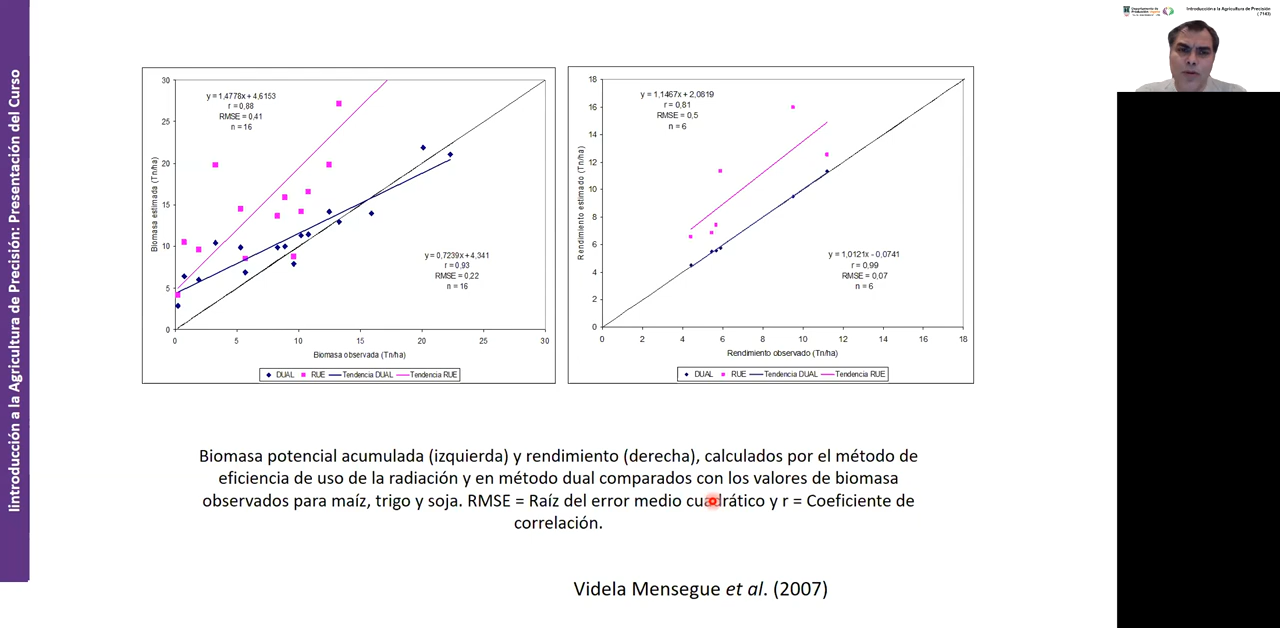 Iintroducción a la Agricultura de Precisión: Presentación del Curso
Introducción a la Agricultura de Precisión
( 7143)
Departamento de
30
25
20
15
10
5
0
Biomasa estimada (Tn/ha)
y = 1,4778x + 4,6153
r = 0,88
RMSE = 0,41
n = 16
y = 0,7239x + 4,341
r = 0,93
RMSE = 0,22
n = 16
0 5 10 15 20 25 30
Biomasa observada (Tn/ha)
DUAL RUE Tendencia DUAL Tendencia RUE
18
16
14
12
10
8
6
4
2
0
Rendimiento estimado (Tn/ha)
y = 1,1467x + 2,0819
r = 0,81
RMSE = 0,5
n = 6
y = 1,0121x - 0,0741
r = 0,99
RMSE = 0,07
n = 6
0 2 4 6 8 10 12 14 16 18
Rendimiento observado (Tn/ha)
DUAL RUE Tendencia DUAL Tendencia RUE
Biomasa potencial acumulada (izquierda) y rendimiento (derecha), calculados por el método de
eficiencia de uso de la radiación y en método dual comparados con los valores de biomasa
observados para maíz, trigo y soja. RMSE = Raíz del error medio cuadrático y r = Coeficiente de
correlación.
Videla Mensegue et al. (2007)